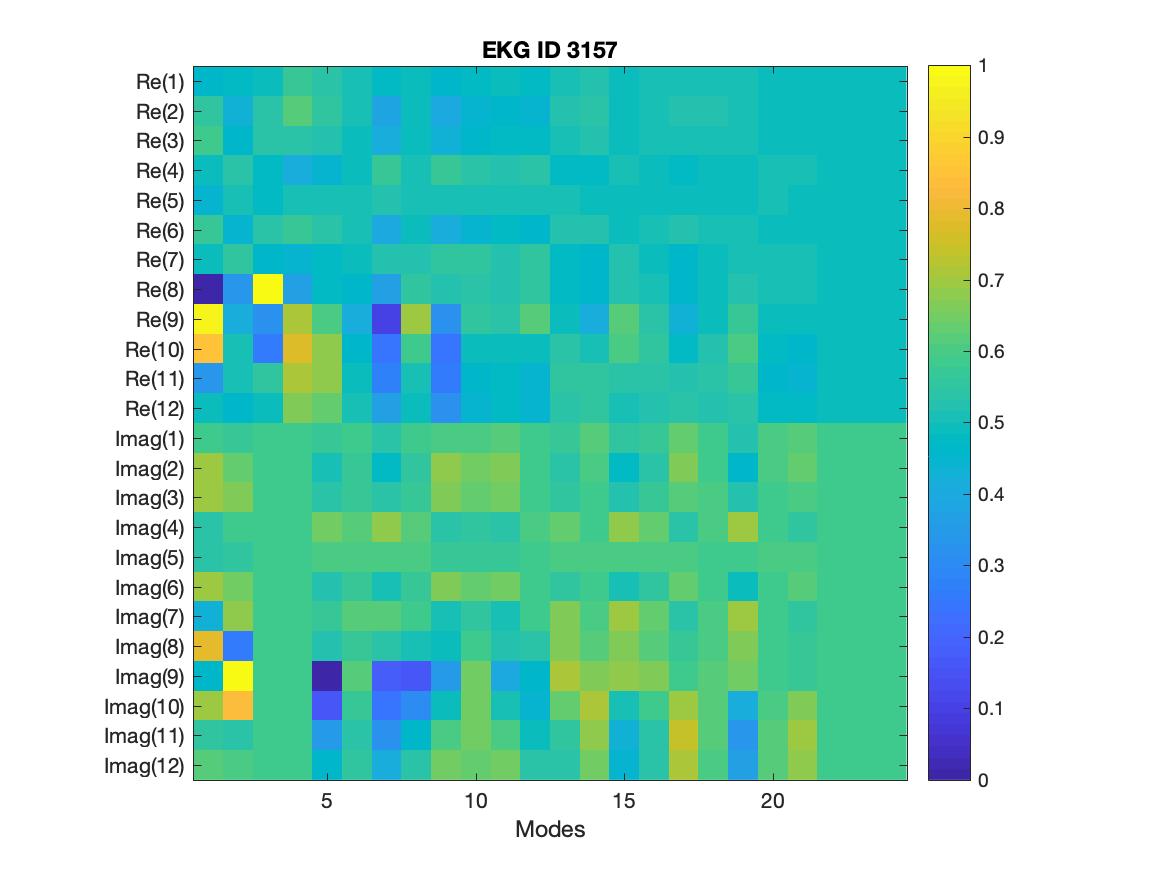 EKG ID 3157
Re(1)
Re(2)
Re(3)
Re(4)
Re(5)
Re(6)
Re(7)
Re(8)
Re(9)
Re(10)
Re(11)
Re(12)
Imag(1)
Imag(2)
Imag(3)
Imag(4)
Imag(5)
Imag(6)
Imag(7)
Imag(8)
Imag(9)
Imag(10)
Imag(11)
Imag(12)
5 10 15 20
Modes
1
0.9
0.8
0.7
0.6
0.5
0.4
0.3
0.2
0.1
0